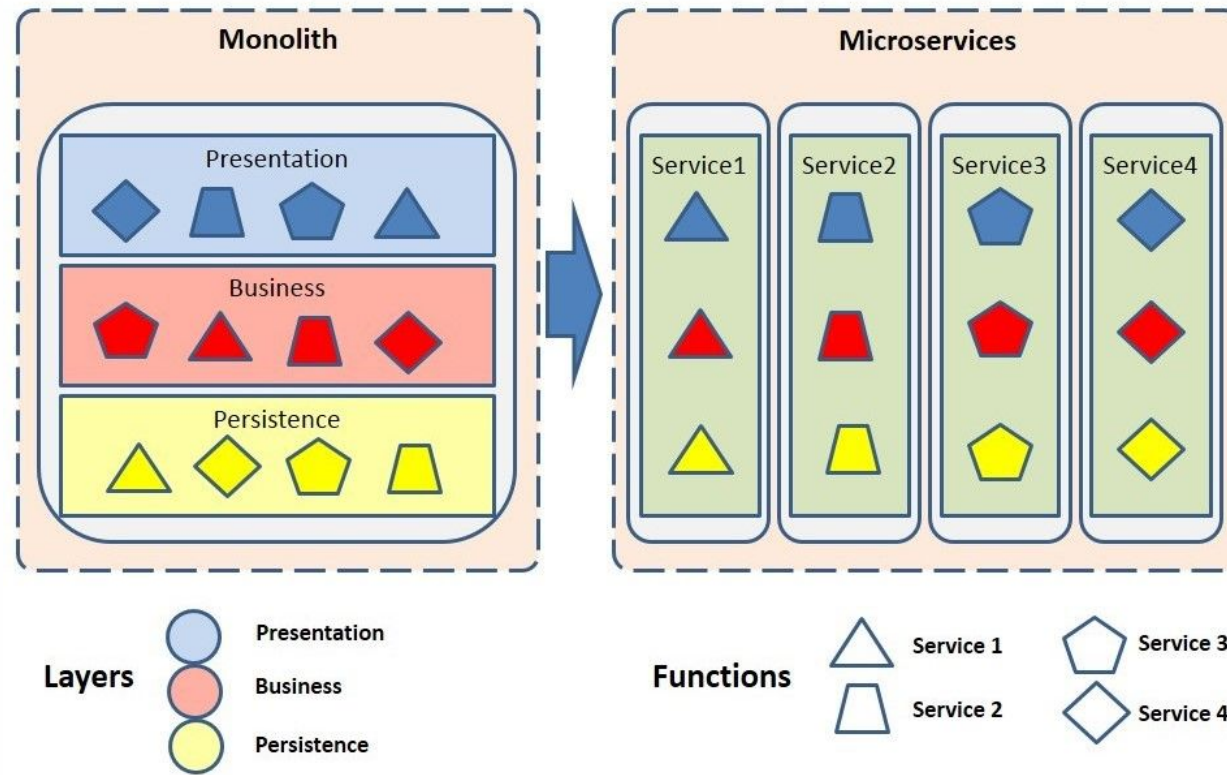 Monolith
Presentation
Business
Persistence
Microservices
Service1
Service2
Service3
Service4
Layers
Presentation
Business
Persistence
Functions
Service 1
Service 2
Service 3
Service 4